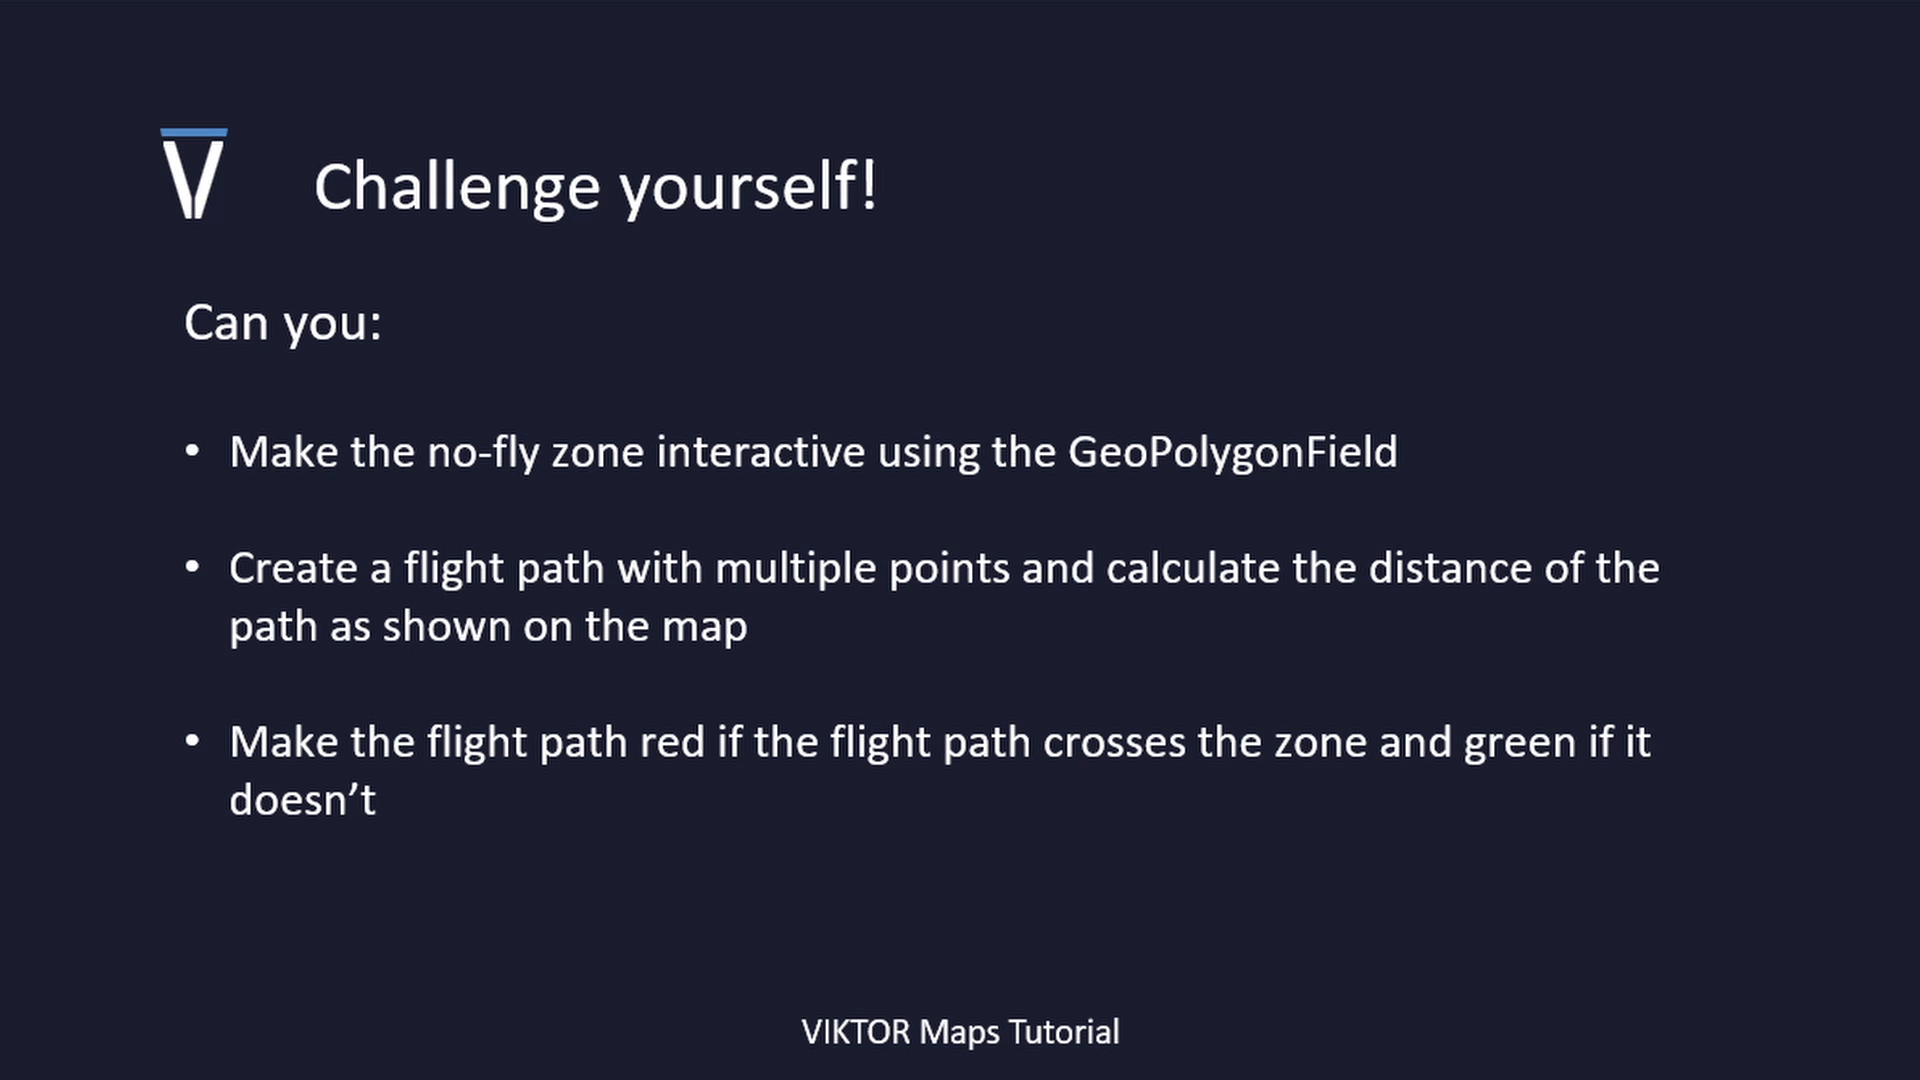 Challenge yourself!
Can you:
• Make the no-fly zone interactive using the GeoPolygonField
• Create a flight path with multiple points and calculate the distance of the
path as shown on the map
• Make the flight path red if the flight path crosses the zone and green if it
doesn’t
VIKTOR Maps Tutorial